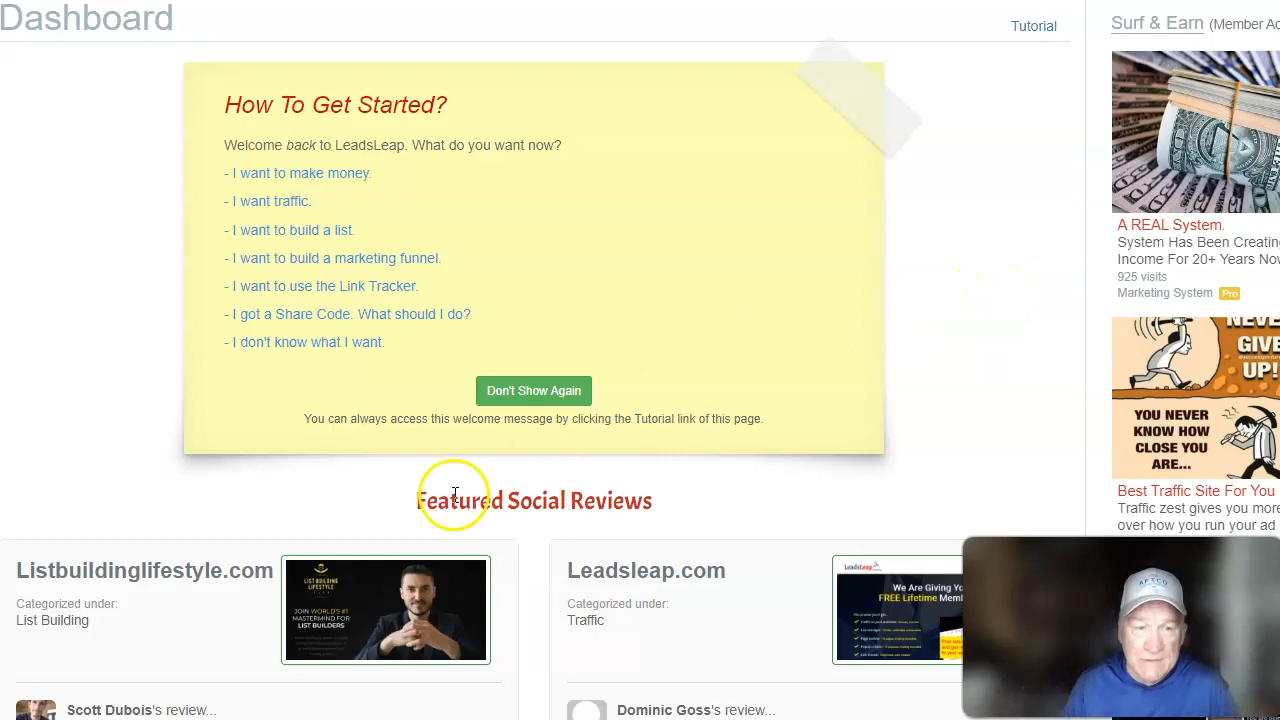 Dashboard
Tutorial
Surf & Earn (Member Ad
How To Get Started?
Welcome back to LeadsLeap. What do you want now?
- I want to make money.
- I want traffic.
- I want to build a list.
- I want to build a marketing funnel.
- I want to use the Link Tracker.
- I got a Share Code. What should I do?
- I don't know what I want.
Don't Show Again
You can always access this welcome message by clicking the Tutorial link of this page.
A REAL System.
System Has Been Creating
Income For 20+ Years Now
925 visits
Marketing System Pro
NEVER
GIVE
UP!
YOU NEVER
KNOW HOW
CLOSE YOU
ARE...
Best Traffic Site For You
Traffic zest gives you more
over how you run your ad
Featured Social Reviews
Listbuildinglifestyle.com
Categorized under:
List Building
LIST BUILDING
LIFESTYLE
JOIN WORLD'S #1
MASTERMIND FOR
LIST BUILDERS
Scott Dubois's review...
Leadsleap.com
Categorized under:
Traffic
LeadsLeap
We Are Giving You
FREE Lifetime Memb
Dominic Goss's review...
AFTCO